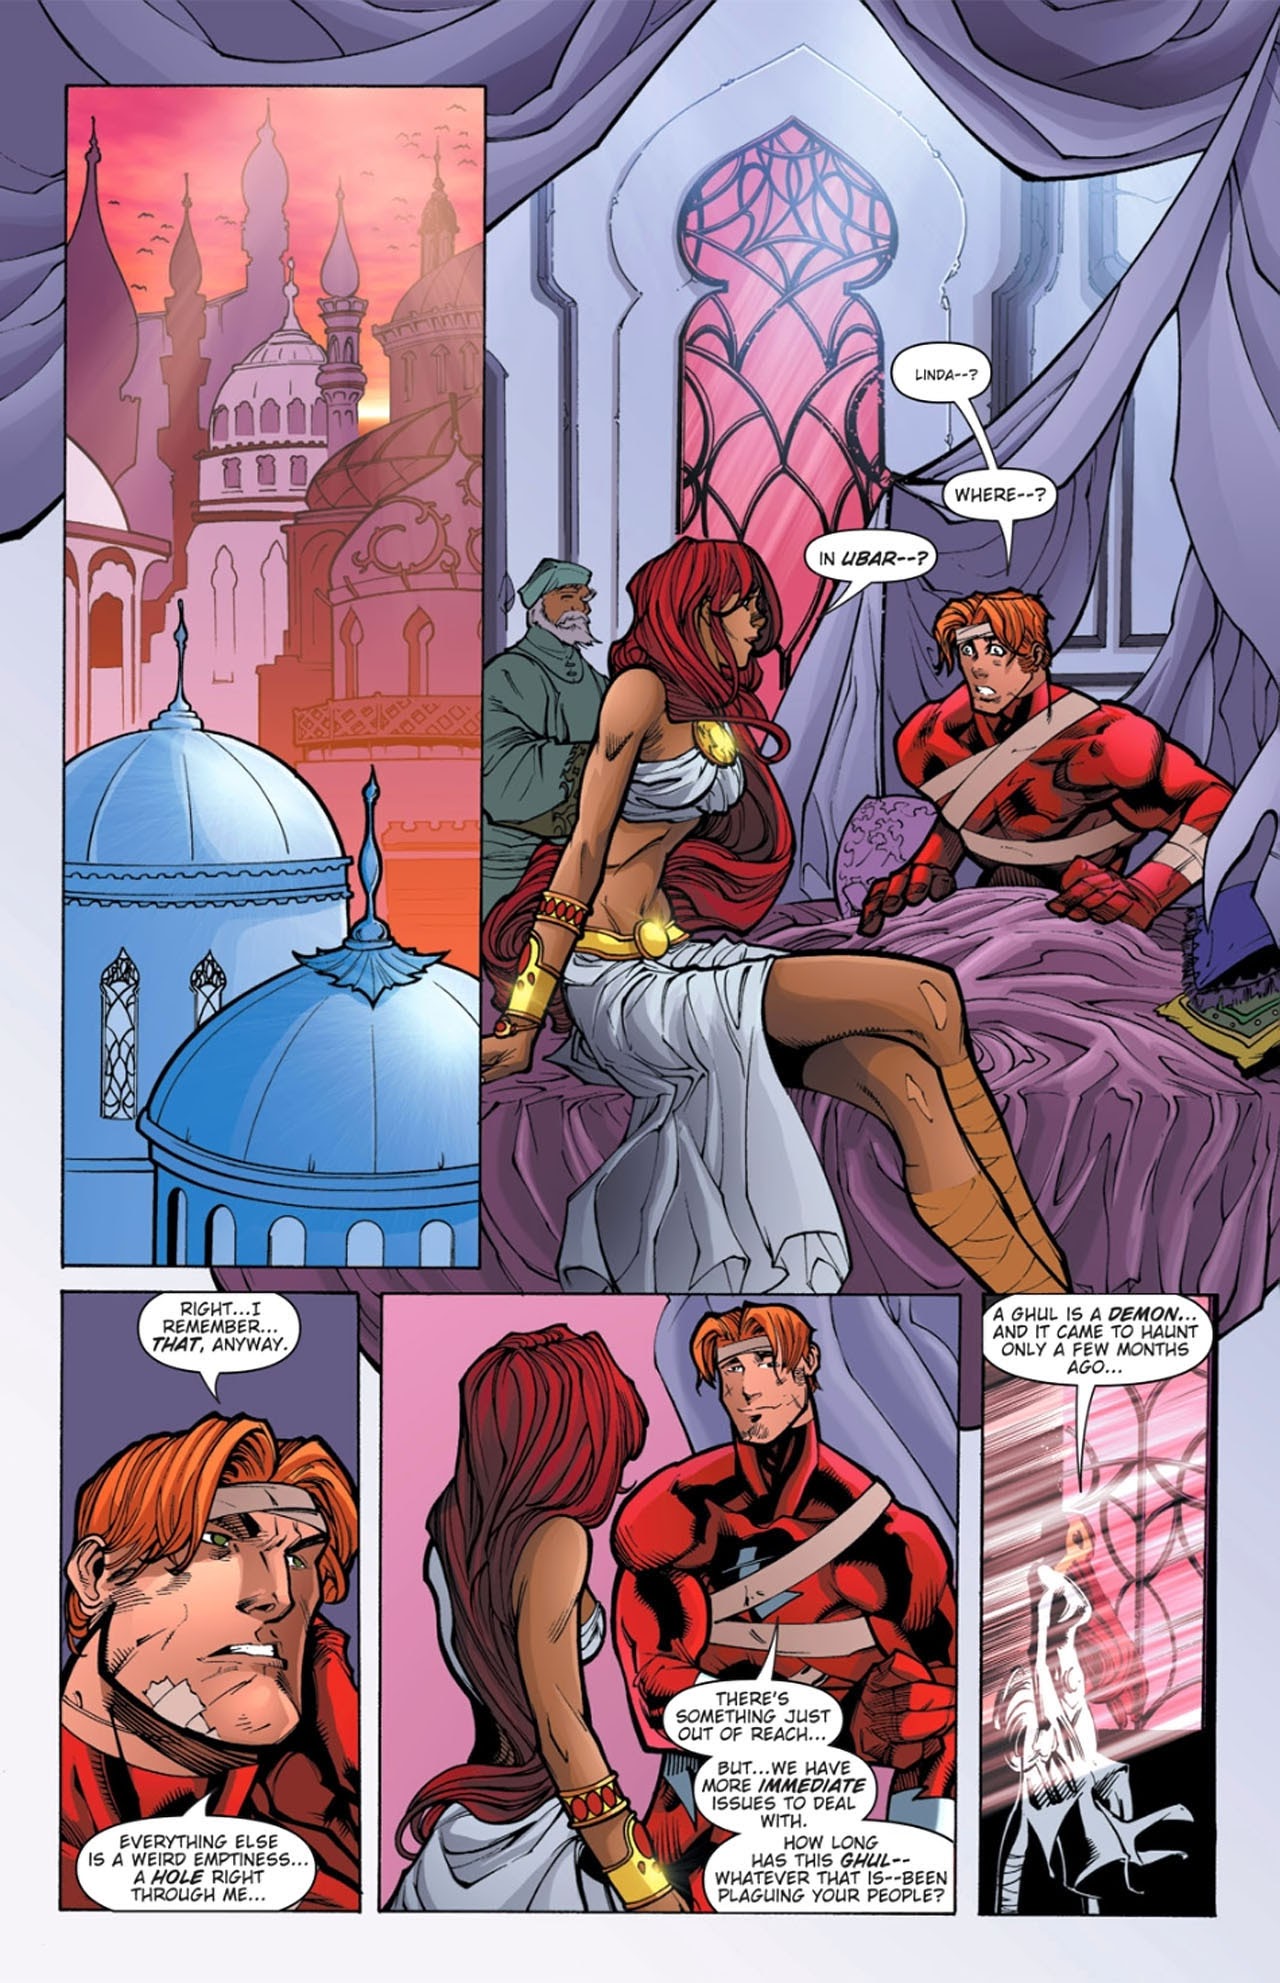 LINDA--?
WHERE--?
IN UBAR--?
RIGHT...I
REMEMBER...
THAT, ANYWAY.
EVERYTHING ELSE
IS A WEIRD EMPTINESS...
A HOLE RIGHT
THROUGH ME...
THERE'S
SOMETHING JUST
OUT OF REACH...
BUT...WE HAVE
MORE IMMEDIATE
ISSUES TO DEAL
WITH.
HOW LONG
HAS THIS GHUL--
WHATEVER THAT IS--BEEN
PLAGUING YOUR PEOPLE?
A GHUL IS A DEMON...
AND IT CAME TO HAUNT
ONLY A FEW MONTHS
AGO...